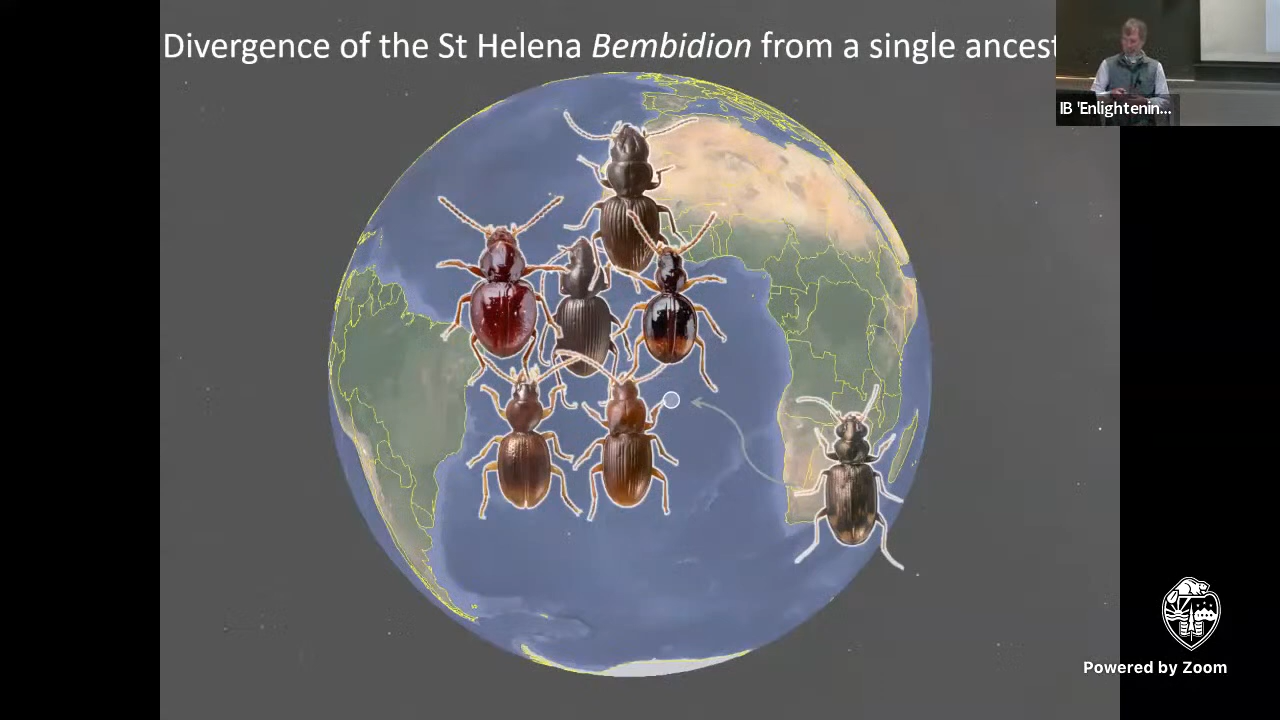 Divergence of the St Helena Bembidion from a single ancest
IB 'Enlightenin...
Powered by Zoom